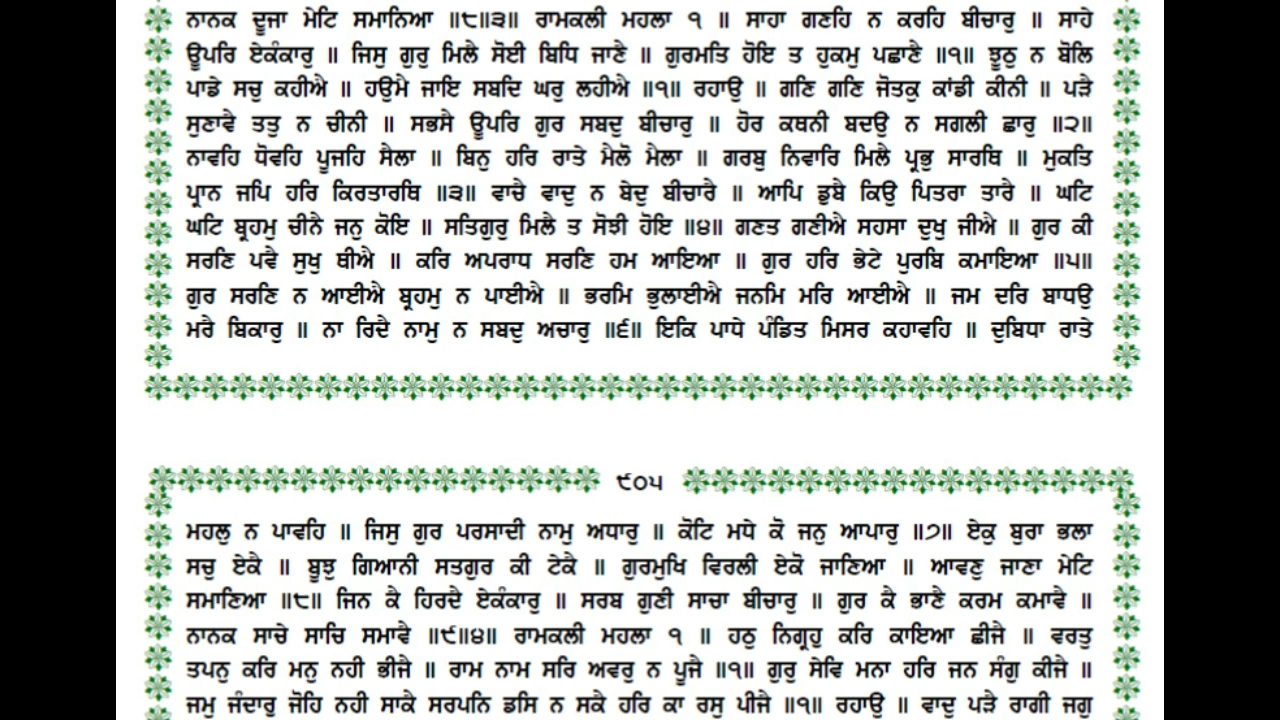 ਨਾਨਕ ਦੂਜਾ ਮੇਟਿ ਸਮਾਨਿਆ ॥੮॥੩॥ ਰਾਮਕਲੀ ਮਹਲਾ ੧ ॥ ਸਾਹਾ ਗਣਹਿ ਨ ਕਰਹਿ ਬੀਚਾਰੁ ॥ ਸਾਹੇ
ਊਪਰਿ ਏਕੰਕਾਰੁ ॥ ਜਿਸੁ ਗੁਰੁ ਮਿਲੈ ਸੋਈ ਬਿਧਿ ਜਾਣੈ ॥ ਗੁਰਮਤਿ ਹੋਇ ਤ ਹੁਕਮੁ ਪਛਾਣੈ ॥੧॥ ਝੂਠੁ ਨ ਬੋਲਿ
ਪਾਡੇ ਸਚੁ ਕਹੀਐ ॥ ਹਉਮੈ ਜਾਇ ਸਬਦਿ ਘਰੁ ਲਹੀਐ ॥੧॥ ਰਹਾਉ ॥ ਗਣਿ ਗਣਿ ਜੋਤਕੁ ਕਾਂਡੀ ਕੀਨੀ ॥ ਪੜੈ
ਸੁਣਾਵੈ ਤਤੁ ਨ ਚੀਨੀ ॥ ਸਭਸੈ ਊਪਰਿ ਗੁਰ ਸਬਦੁ ਬੀਚਾਰੁ ॥ ਹੋਰ ਕਥਨੀ ਬਦਉ ਨ ਸਗਲੀ ਛਾਰੁ ॥੨॥
ਨਾਵਹਿ ਧੋਵਹਿ ਪੂਜਹਿ ਸੈਲਾ ॥ ਬਿਨੁ ਹਰਿ ਰਾਤੇ ਮੈਲੋ ਮੈਲਾ ॥ ਗਰਬੁ ਨਿਵਾਰਿ ਮਿਲੈ ਪ੍ਰਭੁ ਸਾਰਥਿ ॥ ਮੁਕਤਿ
ਪ੍ਰਾਨ ਜਪਿ ਹਰਿ ਕਿਰਤਾਰਥਿ ॥੩॥ ਵਾਚੇ ਵਾਦੁ ਨ ਬੇਦੁ ਬੀਚਾਰੈ ॥ ਆਪਿ ਡੁਬੈ ਕਿਉ ਪਿਤਰਾ ਤਾਰੈ ॥ ਘਟਿ
ਘਟਿ ਬ੍ਰਹਮੁ ਚੀਨੈ ਜਨੁ ਕੋਇ ॥ ਸਤਿਗੁਰੁ ਮਿਲੈ ਤ ਸੋਝੀ ਹੋਇ ॥੪॥ ਗਣਤ ਗਣੀਐ ਸਹਸਾ ਦੁਖੁ ਜੀਐ ॥ ਗੁਰ ਕੀ
ਸਰਣਿ ਪਵੈ ਸੁਖੁ ਥੀਐ ॥ ਕਰਿ ਅਪਰਾਧ ਸਰਣਿ ਹਮ ਆਇਆ ॥ ਗੁਰ ਹਰਿ ਭੇਟੇ ਪੁਰਬਿ ਕਮਾਇਆ ॥੫॥
ਗੁਰ ਸਰਣਿ ਨ ਆਈਐ ਬ੍ਰਹਮੁ ਨ ਪਾਈਐ ॥ ਭਰਮਿ ਭੁਲਾਈਐ ਜਨਮਿ ਮਰਿ ਆਈਐ ॥ ਜਮ ਦਰਿ ਬਾਧਉ
ਮਰੈ ਬਿਕਾਰੁ ॥ ਨਾ ਰਿਦੈ ਨਾਮੁ ਨ ਸਬਦੁ ਅਚਾਰੁ ॥੬॥ ਇਕਿ ਪਾਧੇ ਪੰਡਿਤ ਮਿਸਰ ਕਹਾਵਹਿ ॥ ਦੁਬਿਧਾ ਰਾਤੇ
੯੦੫
ਮਹਲੁ ਨ ਪਾਵਹਿ ॥ ਜਿਸੁ ਗੁਰ ਪਰਸਾਦੀ ਨਾਮੁ ਅਧਾਰੁ ॥ ਕੋਟਿ ਮਧੇ ਕੋ ਜਨੁ ਆਪਾਰੁ ॥੭॥ ਏਕੁ ਬੁਰਾ ਭਲਾ
ਸਚੁ ਏਕੈ ॥ ਬੂਝੁ ਗਿਆਨੀ ਸਤਗੁਰ ਕੀ ਟੇਕੈ ॥ ਗੁਰਮੁਖਿ ਵਿਰਲੀ ਏਕੋ ਜਾਣਿਆ ॥ ਆਵਣੁ ਜਾਣਾ ਮੇਟਿ
ਸਮਾਣਿਆ ॥੮॥ ਜਿਨ ਕੈ ਹਿਰਦੈ ਏਕੰਕਾਰੁ ॥ ਸਰਬ ਗੁਣੀ ਸਾਚਾ ਬੀਚਾਰੁ ॥ ਗੁਰ ਕੈ ਭਾਣੈ ਕਰਮ ਕਮਾਵੈ ॥
ਨਾਨਕ ਸਾਚੇ ਸਾਚਿ ਸਮਾਵੈ ॥੯॥੪॥ ਰਾਮਕਲੀ ਮਹਲਾ ੧ ॥ ਹਠੁ ਨਿਗ੍ਰਹੁ ਕਰਿ ਕਾਇਆ ਛੀਜੈ ॥ ਵਰਤੁ
ਤਪਨੁ ਕਰਿ ਮਨੁ ਨਹੀ ਭੀਜੈ ॥ ਰਾਮ ਨਾਮ ਸਰਿ ਅਵਰੁ ਨ ਪੂਜੈ ॥੧॥ ਗੁਰੁ ਸੇਵਿ ਮਨਾ ਹਰਿ ਜਨ ਸੰਗੁ ਕੀਜੈ ॥
ਜਮੁ ਜੰਦਾਰੁ ਜੋਹਿ ਨਹੀ ਸਾਕੈ ਸਰਪਨਿ ਡਸਿ ਨ ਸਕੈ ਹਰਿ ਕਾ ਰਸੁ ਪੀਜੈ ॥੧॥ ਰਹਾਉ ॥ ਵਾਦੁ ਪੜੈ ਰਾਗੀ ਜਗੁ